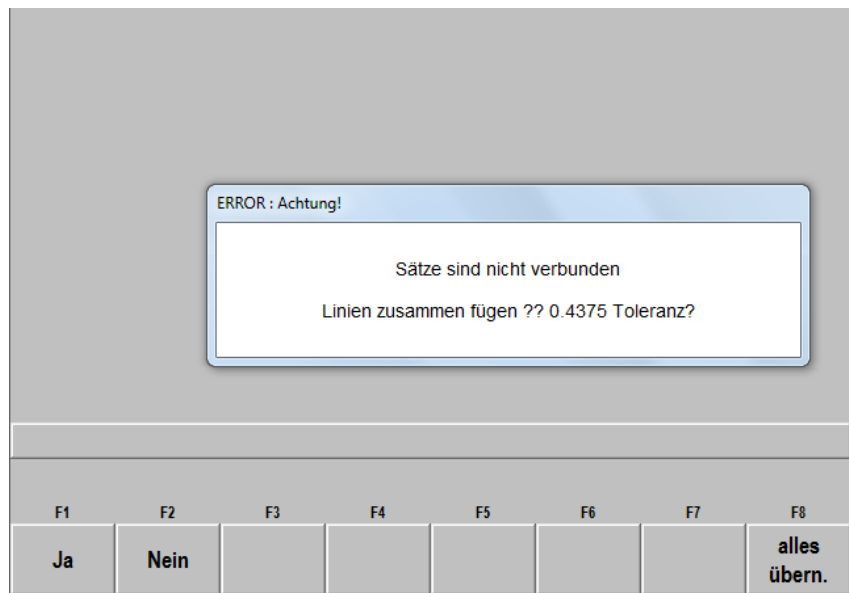 ERROR : Achtung!
Sätze sind nicht verbunden
Linien zusammen fügen ?? 0.4375 Toleranz?
F1 F2 F3 F4 F5 F6 F7 F8
Ja Nein alles
übern.